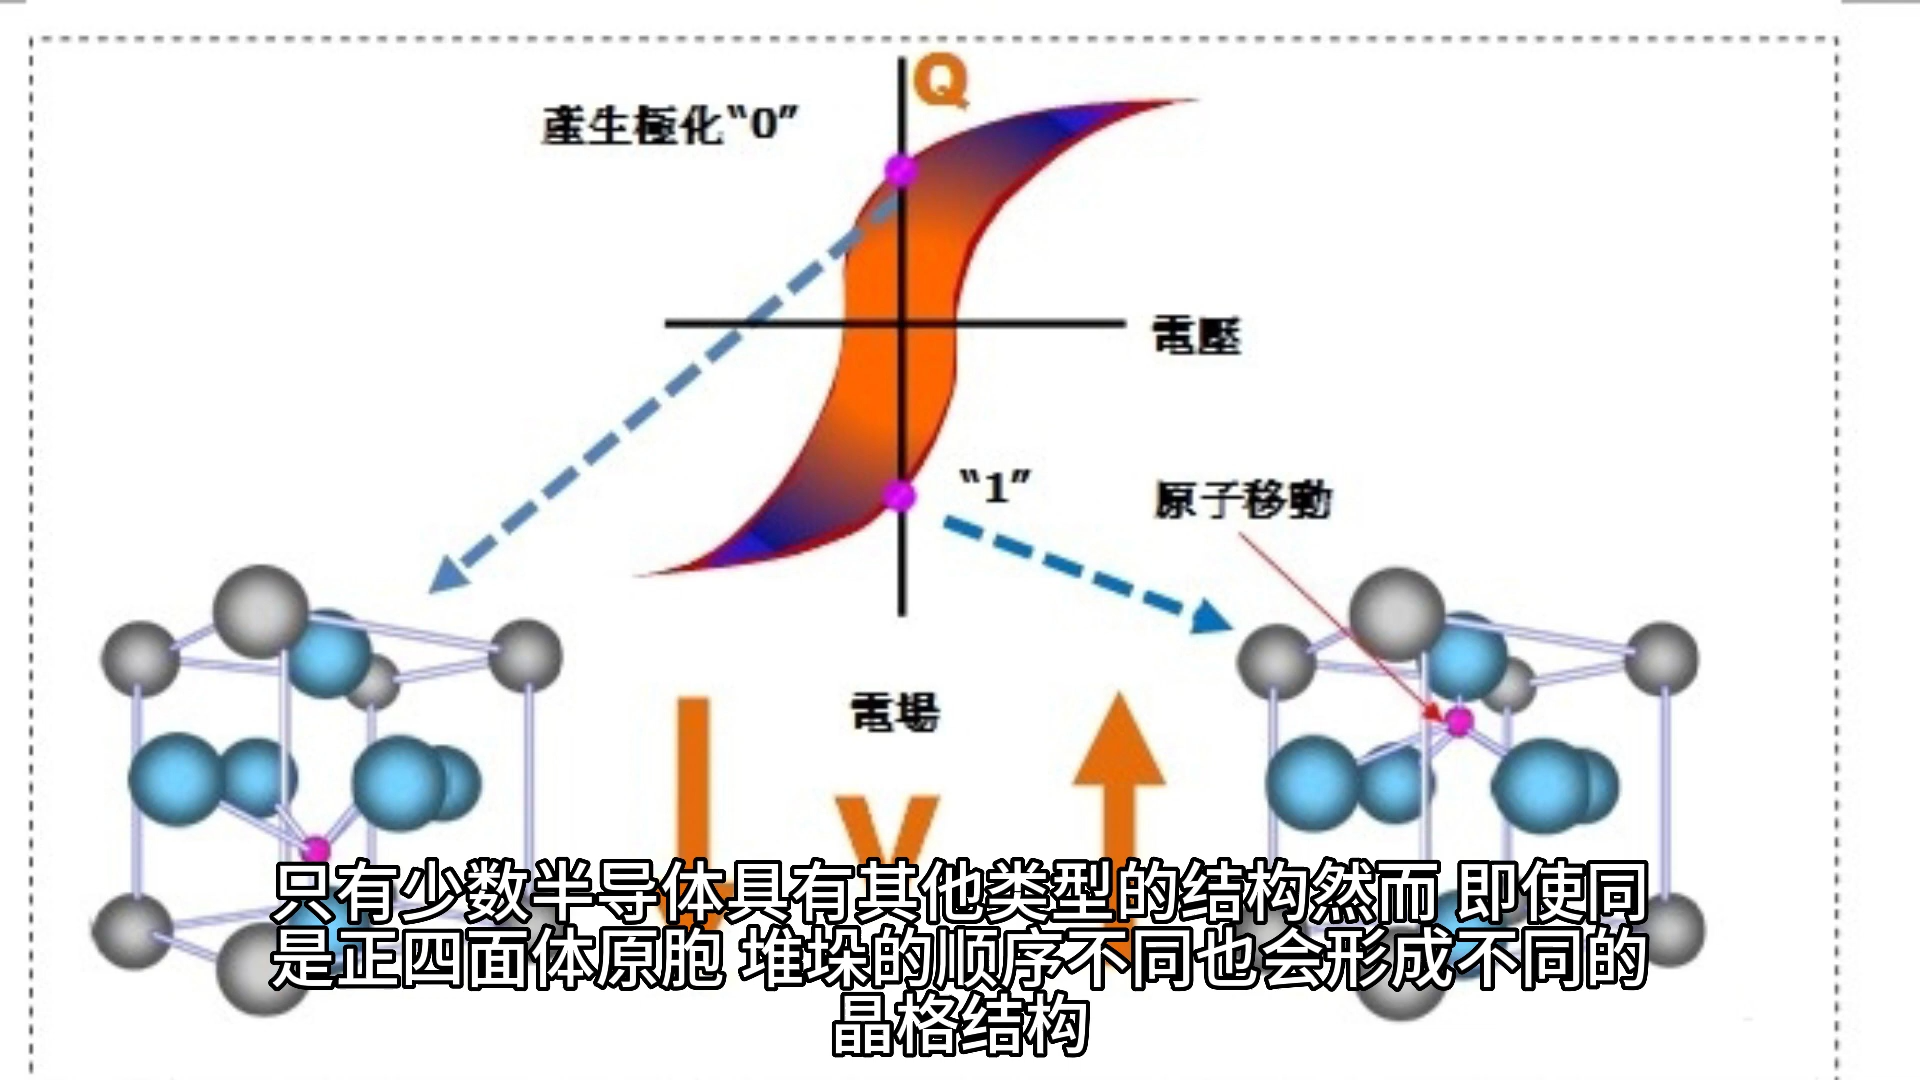 Q
產生極化“0”
電壓
“1”
原子移動
電場
V
只有少数半导体具有其他类型的结构然而 即使同
是正四面体原胞 堆垛的顺序不同也会形成不同的
晶格结构